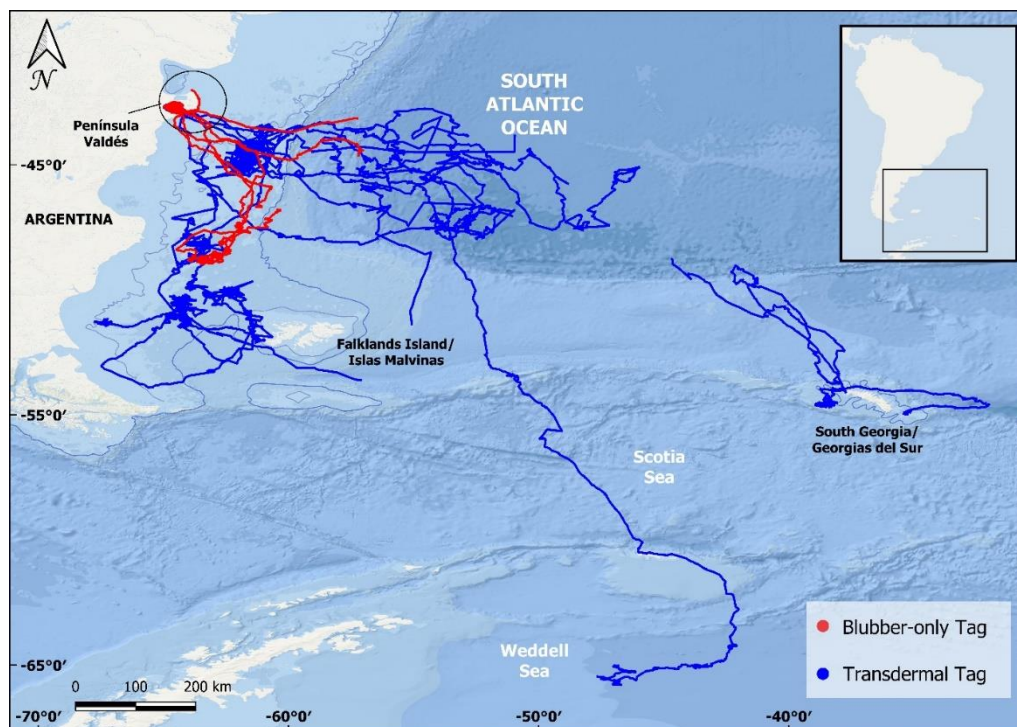 N
SOUTH
ATLANTIC
OCEAN
Península
Valdés
-45°0'
ARGENTINA
Falklands Island/
Islas Malvinas
-55°0'
South Georgia/
Georgias del Sur
Scotia
Sea
Blubber-only Tag
Weddell
Sea
Transdermal Tag
-65°0'
0 100 200 km
-70°0'
-60°0'
-50°0'
-40°0'